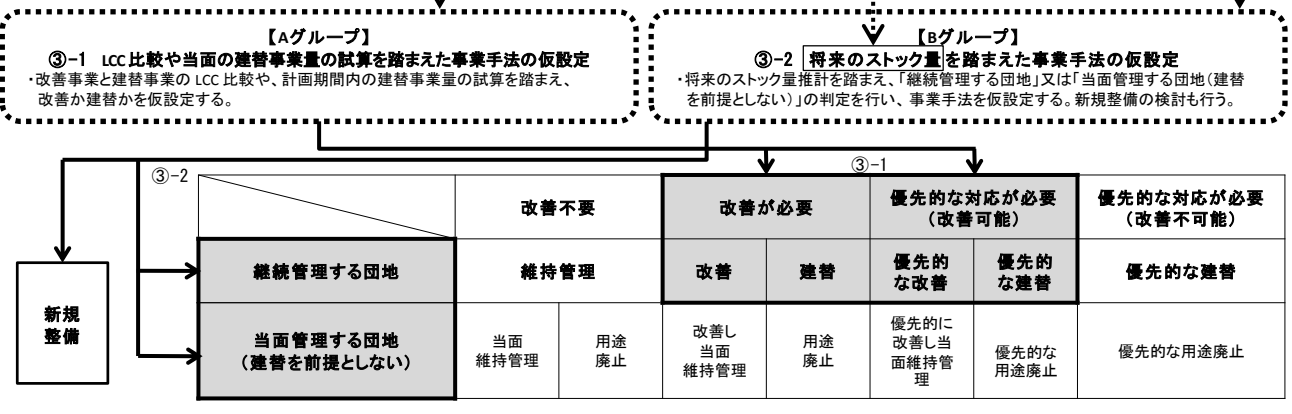 【Aグループ】
③-1 LCC比較や当面の建替事業量の試算を踏まえた事業手法の仮設定
・改善事業と建替事業の LCC 比較や、計画期間内の建替事業量の試算を踏まえ、
改善か建替かを仮設定する。
【Bグループ】
③-2 将来のストック量を踏まえた事業手法の仮設定
・将来のストック量推計を踏まえ、「継続管理する団地」又は「当面管理する団地（建替
を前提としない）」の判定を行い、事業手法を仮設定する。新規整備の検討も行う。
③-2
③-1
改善不要
改善が必要
優先的な対応が必要
（改善可能）
優先的な対応が必要
（改善不可能）
継続管理する団地
維持管理
改善
建替
優先的
な改善
優先的
な建替
優先的な建替
新規
整備
当面管理する団地
（建替を前提としない）
当面
維持管理
用途
廃止
改善し
当面
維持管理
用途
廃止
優先的に
改善し当
面維持管
理
優先的な
用途廃止
優先的な用途廃止